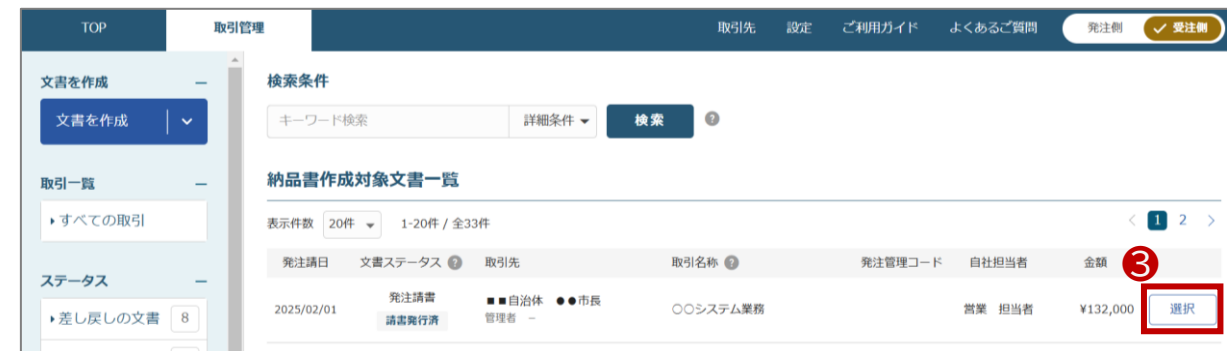 TOP 取引管理 取引先 設定 ご利用ガイド よくあるご質問 発注側 受注側
文書を作成
文書を作成
取引一覧
すべての取引
ステータス
差し戻しの文書 8
検索条件
キーワード検索 詳細条件 検索 ?
納品書作成対象文書一覧
表示件数 20件 1-20件 / 全33件 < 1 2 >
発注請日 文書ステータス ? 取引先 取引名称 ? 発注管理コード 自社担当者 金額 3
2025/02/01 発注請書 請書発行済 ■■自治体 ●●市長 〇〇システム業務 営業 担当者 ¥132,000 選択
管理者 –